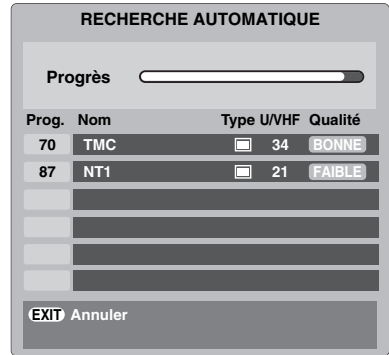 RECHERCHE AUTOMATIQUE
Progrès
Prog. Nom Type U/VHF Qualité
70 TMC 34 BONNE
87 NT1 21 FAIBLE
EXIT Annuler